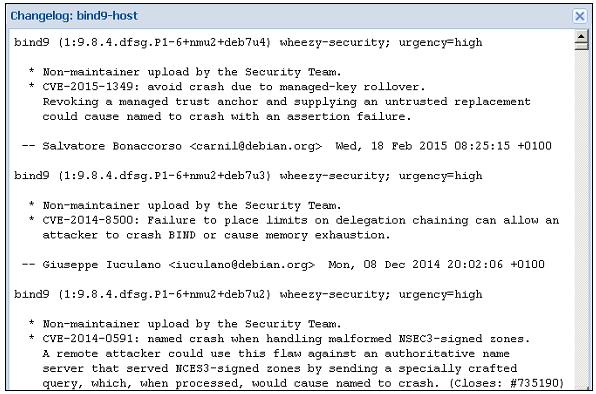 Changelog: bind9-host
bind9 (1:9.8.4.dfsg.P1-6+nmu2+deb7u4) wheezy-security; urgency=high
* Non-maintainer upload by the Security Team.
* CVE-2015-1349: avoid crash due to managed-key rollover.
Revoking a managed trust anchor and supplying an untrusted replacement
could cause named to crash with an assertion failure.
-- Salvatore Bonaccorso <carnil@debian.org>  Wed, 18 Feb 2015 08:25:15 +0100
bind9 (1:9.8.4.dfsg.P1-6+nmu2+deb7u3) wheezy-security; urgency=high
* Non-maintainer upload by the Security Team.
* CVE-2014-8500: Failure to place limits on delegation chaining can allow an
attacker to crash BIND or cause memory exhaustion.
-- Giuseppe Iuculano <iuculano@debian.org>  Mon, 08 Dec 2014 20:02:06 +0100
bind9 (1:9.8.4.dfsg.P1-6+nmu2+deb7u2) wheezy-security; urgency=high
* Non-maintainer upload by the Security Team.
* CVE-2014-0591: named crash when handling malformed NSEC3-signed zones.
A remote attacker could use this flaw against an authoritative name
server that served NCES3-signed zones by sending a specially crafted
query, which, when processed, would cause named to crash. (Closes: #735190)